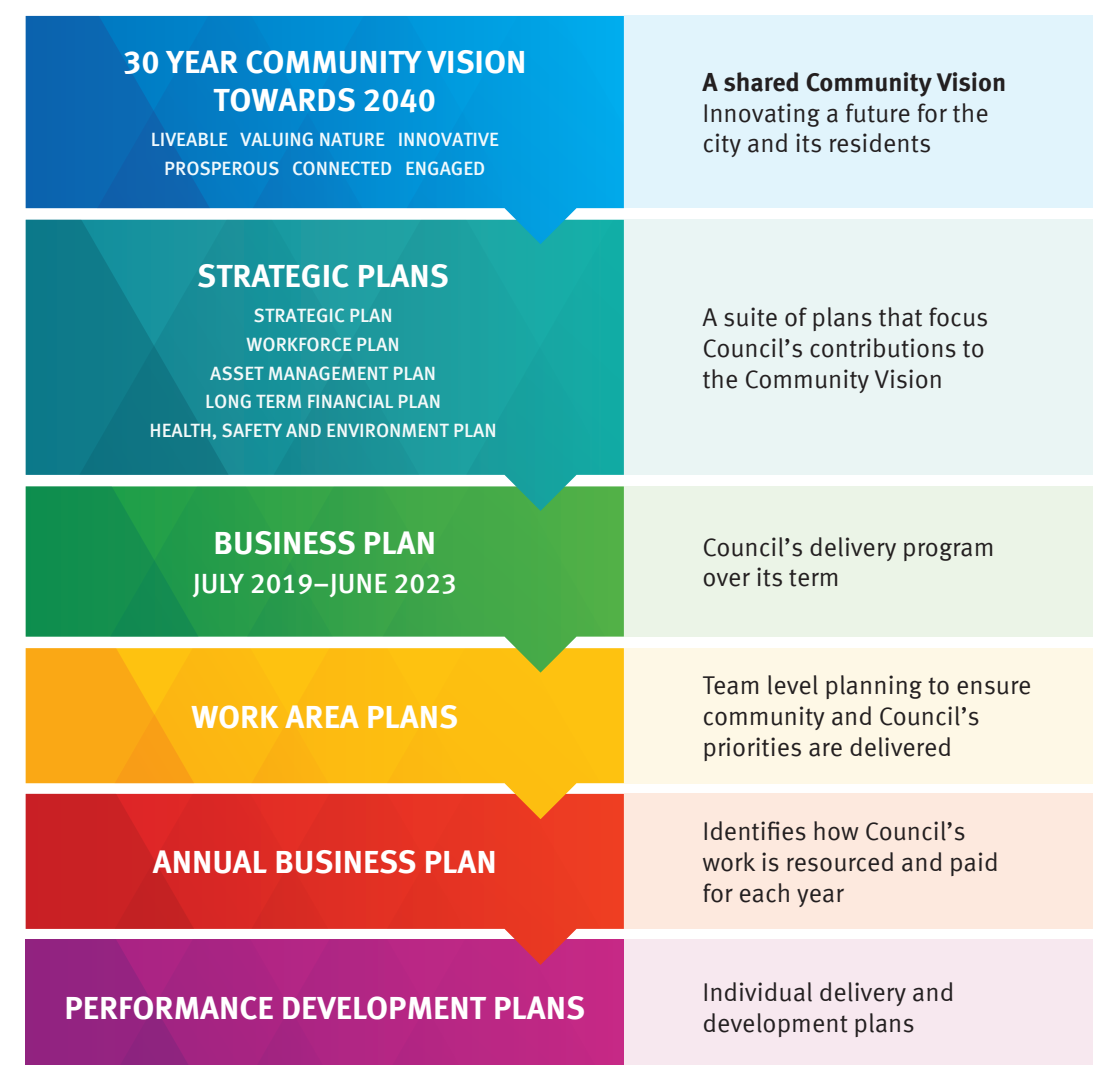 30 YEAR COMMUNITY VISION
TOWARDS 2040
LIVEABLE VALUING NATURE INNOVATIVE
PROSPEROUS CONNECTED ENGAGED
A shared Community Vision
Innovating a future for the
city and its residents
STRATEGIC PLANS
STRATEGIC PLAN
WORKFORCE PLAN
ASSET MANAGEMENT PLAN
LONG TERM FINANCIAL PLAN
HEALTH, SAFETY AND ENVIRONMENT PLAN
A suite of plans that focus
Council’s contributions to
the Community Vision
BUSINESS PLAN
JULY 2019–JUNE 2023
Council’s delivery program
over its term
WORK AREA PLANS
Team level planning to ensure
community and Council’s
priorities are delivered
ANNUAL BUSINESS PLAN
Identifies how Council’s
work is resourced and paid
for each year
PERFORMANCE DEVELOPMENT PLANS
Individual delivery and
development plans